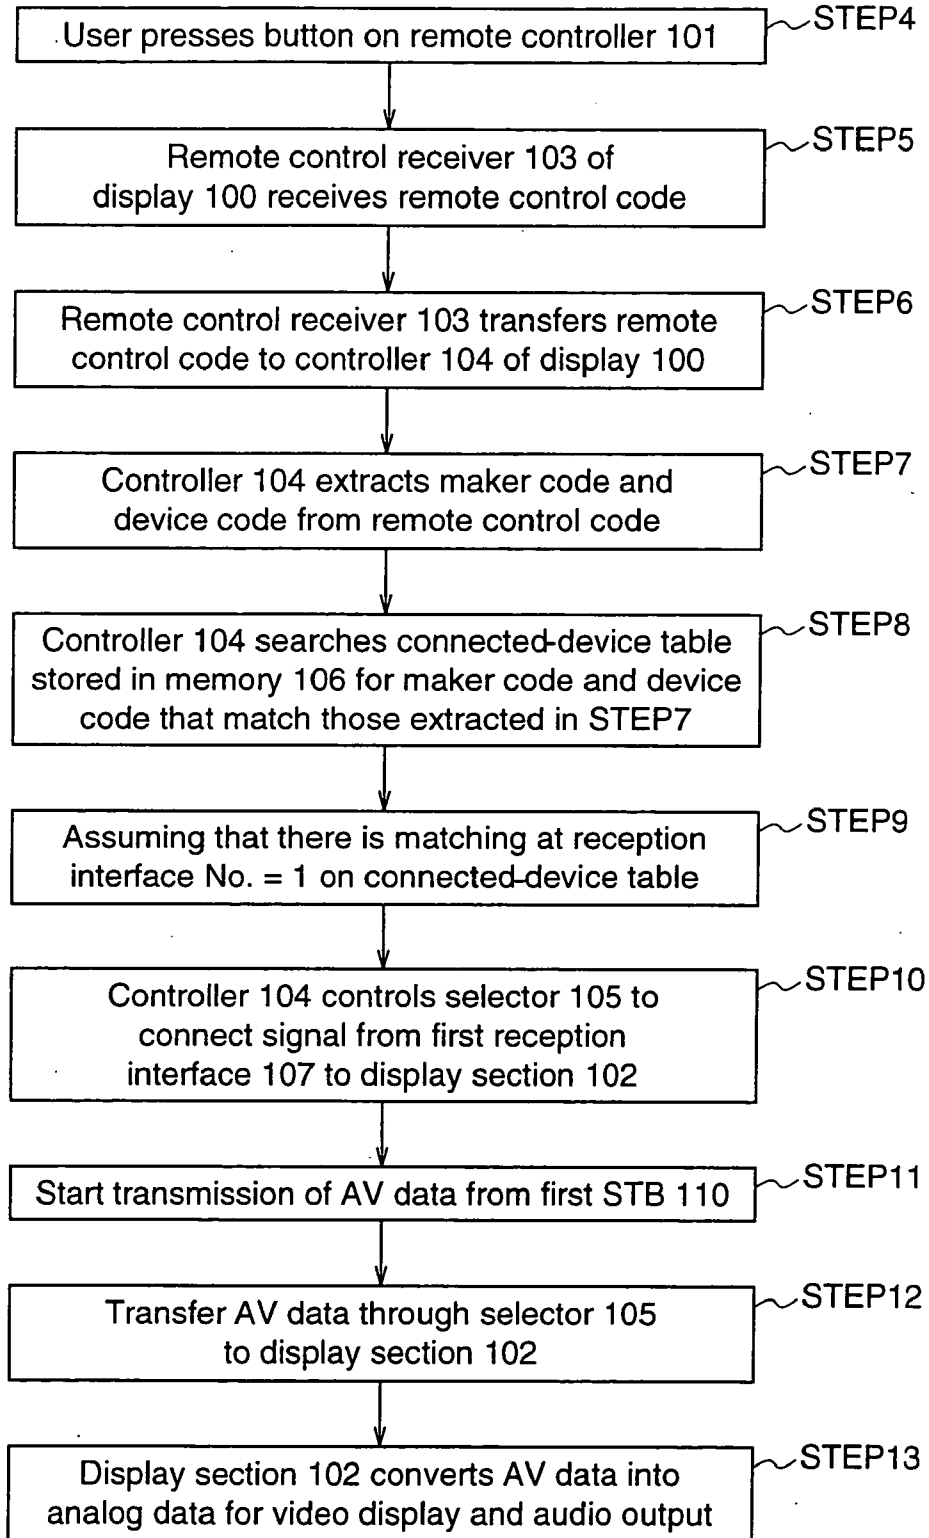 User presses button on remote controller 101
STEP4
Remote control receiver 103 of
display 100 receives remote control code
STEP5
Remote control receiver 103 transfers remote
control code to controller 104 of display 100
STEP6
Controller 104 extracts maker code and
device code from remote control code
STEP7
Controller 104 searches connected-device table
stored in memory 106 for maker code and device
code that match those extracted in STEP7
STEP8
Assuming that there is matching at reception
interface No. = 1 on connected-device table
STEP9
Controller 104 controls selector 105 to
connect signal from first reception
interface 107 to display section 102
STEP10
Start transmission of AV data from first STB 110
STEP11
Transfer AV data through selector 105
to display section 102
STEP12
Display section 102 converts AV data into
analog data for video display and audio output
STEP13